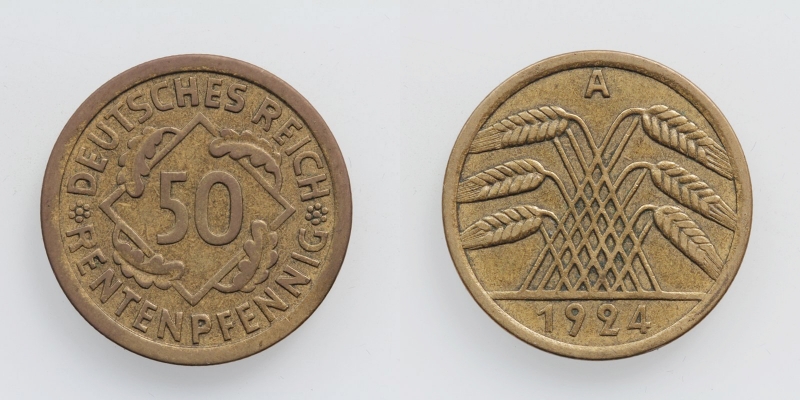 DEUTSCHES REICH
50
RENTENPFENNIG
A
1924